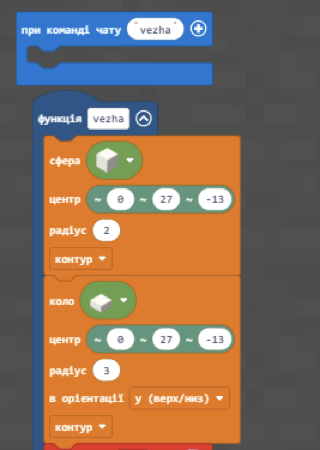 при команді чату "vezha"
функція vezha
сфера
центр ~ 0 ~ 27 ~ -13
радіус 2
контур
коло
центр ~ 0 ~ 27 ~ -13
радіус 3
в орієнтації y (верх/низ)
контур